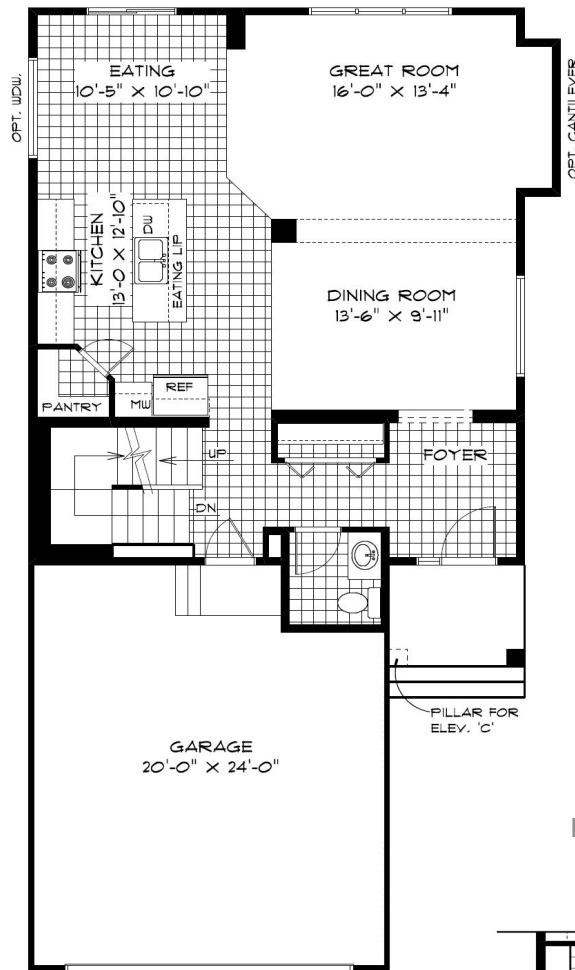 EATING
10'-5" X 10'-10"
GREAT ROOM
16'-0" X 13'-4"
OPT. WDW.
OPT. CANTILEVER
KITCHEN
13'-0 X 12'-10"
DW
EATING LIP
DINING ROOM
13'-6" X 9'-11"
PANTRY
MW
REF
UP
DN
FOYER
PILLAR FOR
ELEV. 'C'
GARAGE
20'-0" X 24'-0"